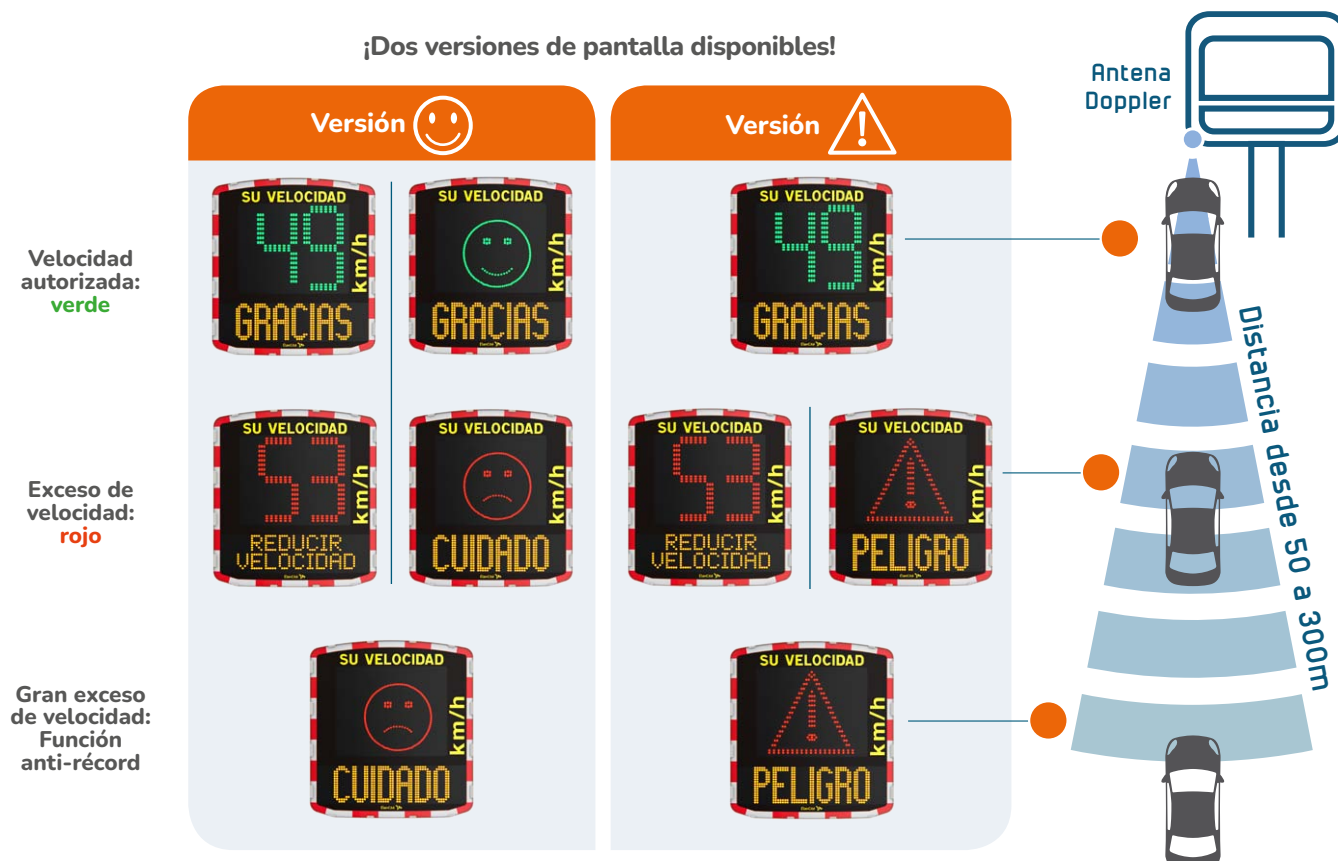 ¡Dos versiones de pantalla disponibles!
Versión
Versión
Antena
Doppler
Velocidad
autorizada:
verde
SU VELOCIDAD
49
km/h
GRACIAS
SU VELOCIDAD
km/h
GRACIAS
SU VELOCIDAD
49
km/h
GRACIAS
Exceso de
velocidad:
rojo
SU VELOCIDAD
53
km/h
REDUCIR
VELOCIDAD
SU VELOCIDAD
km/h
CUIDADO
SU VELOCIDAD
53
km/h
REDUCIR
VELOCIDAD
SU VELOCIDAD
km/h
PELIGRO
Gran exceso
de velocidad:
Función
anti-récord
SU VELOCIDAD
km/h
CUIDADO
SU VELOCIDAD
km/h
PELIGRO
Distancia desde 50 a 300m